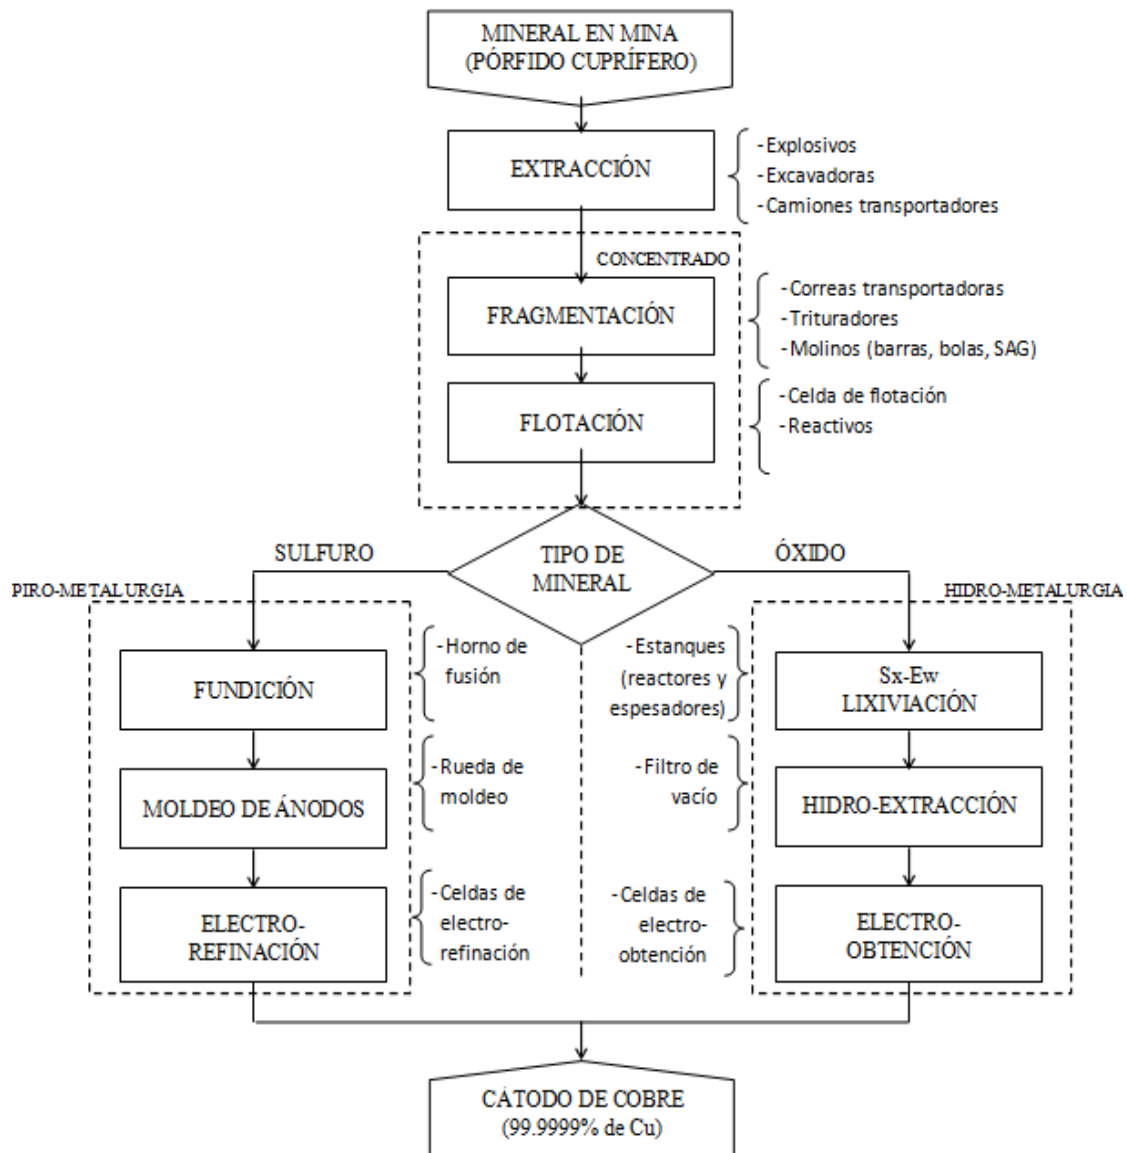 MINERAL EN MINA
(PÓRFIDO CUPRÍFERO)
EXTRACCIÓN
-Explosivos
-Excavadoras
-Camiones transportadores
CONCENTRADO
FRAGMENTACIÓN
-Correas transportadoras
-Trituradores
-Molinos (barras, bolas, SAG)
FLOTACIÓN
-Celda de flotación
-Reactivos
TIPO DE
MINERAL
SULFURO
ÓXIDO
PIRO-METALURGIA
FUNDICIÓN
-Horno de
fusión
MOLDEO DE ÁNODOS
-Rueda de
moldeo
ELECTRO-
REFINACIÓN
-Celdas de
electro-
refinación
HIDRO-METALURGIA
-Estanques
(reactores y
espesadores)
Sx-Ew
LIXIVIACIÓN
-Filtro de
vacío
HIDRO-EXTRACCIÓN
-Celdas de
electro-
obtención
ELECTRO-
OBTENCIÓN
CÁTODO DE COBRE
(99.9999% de Cu)